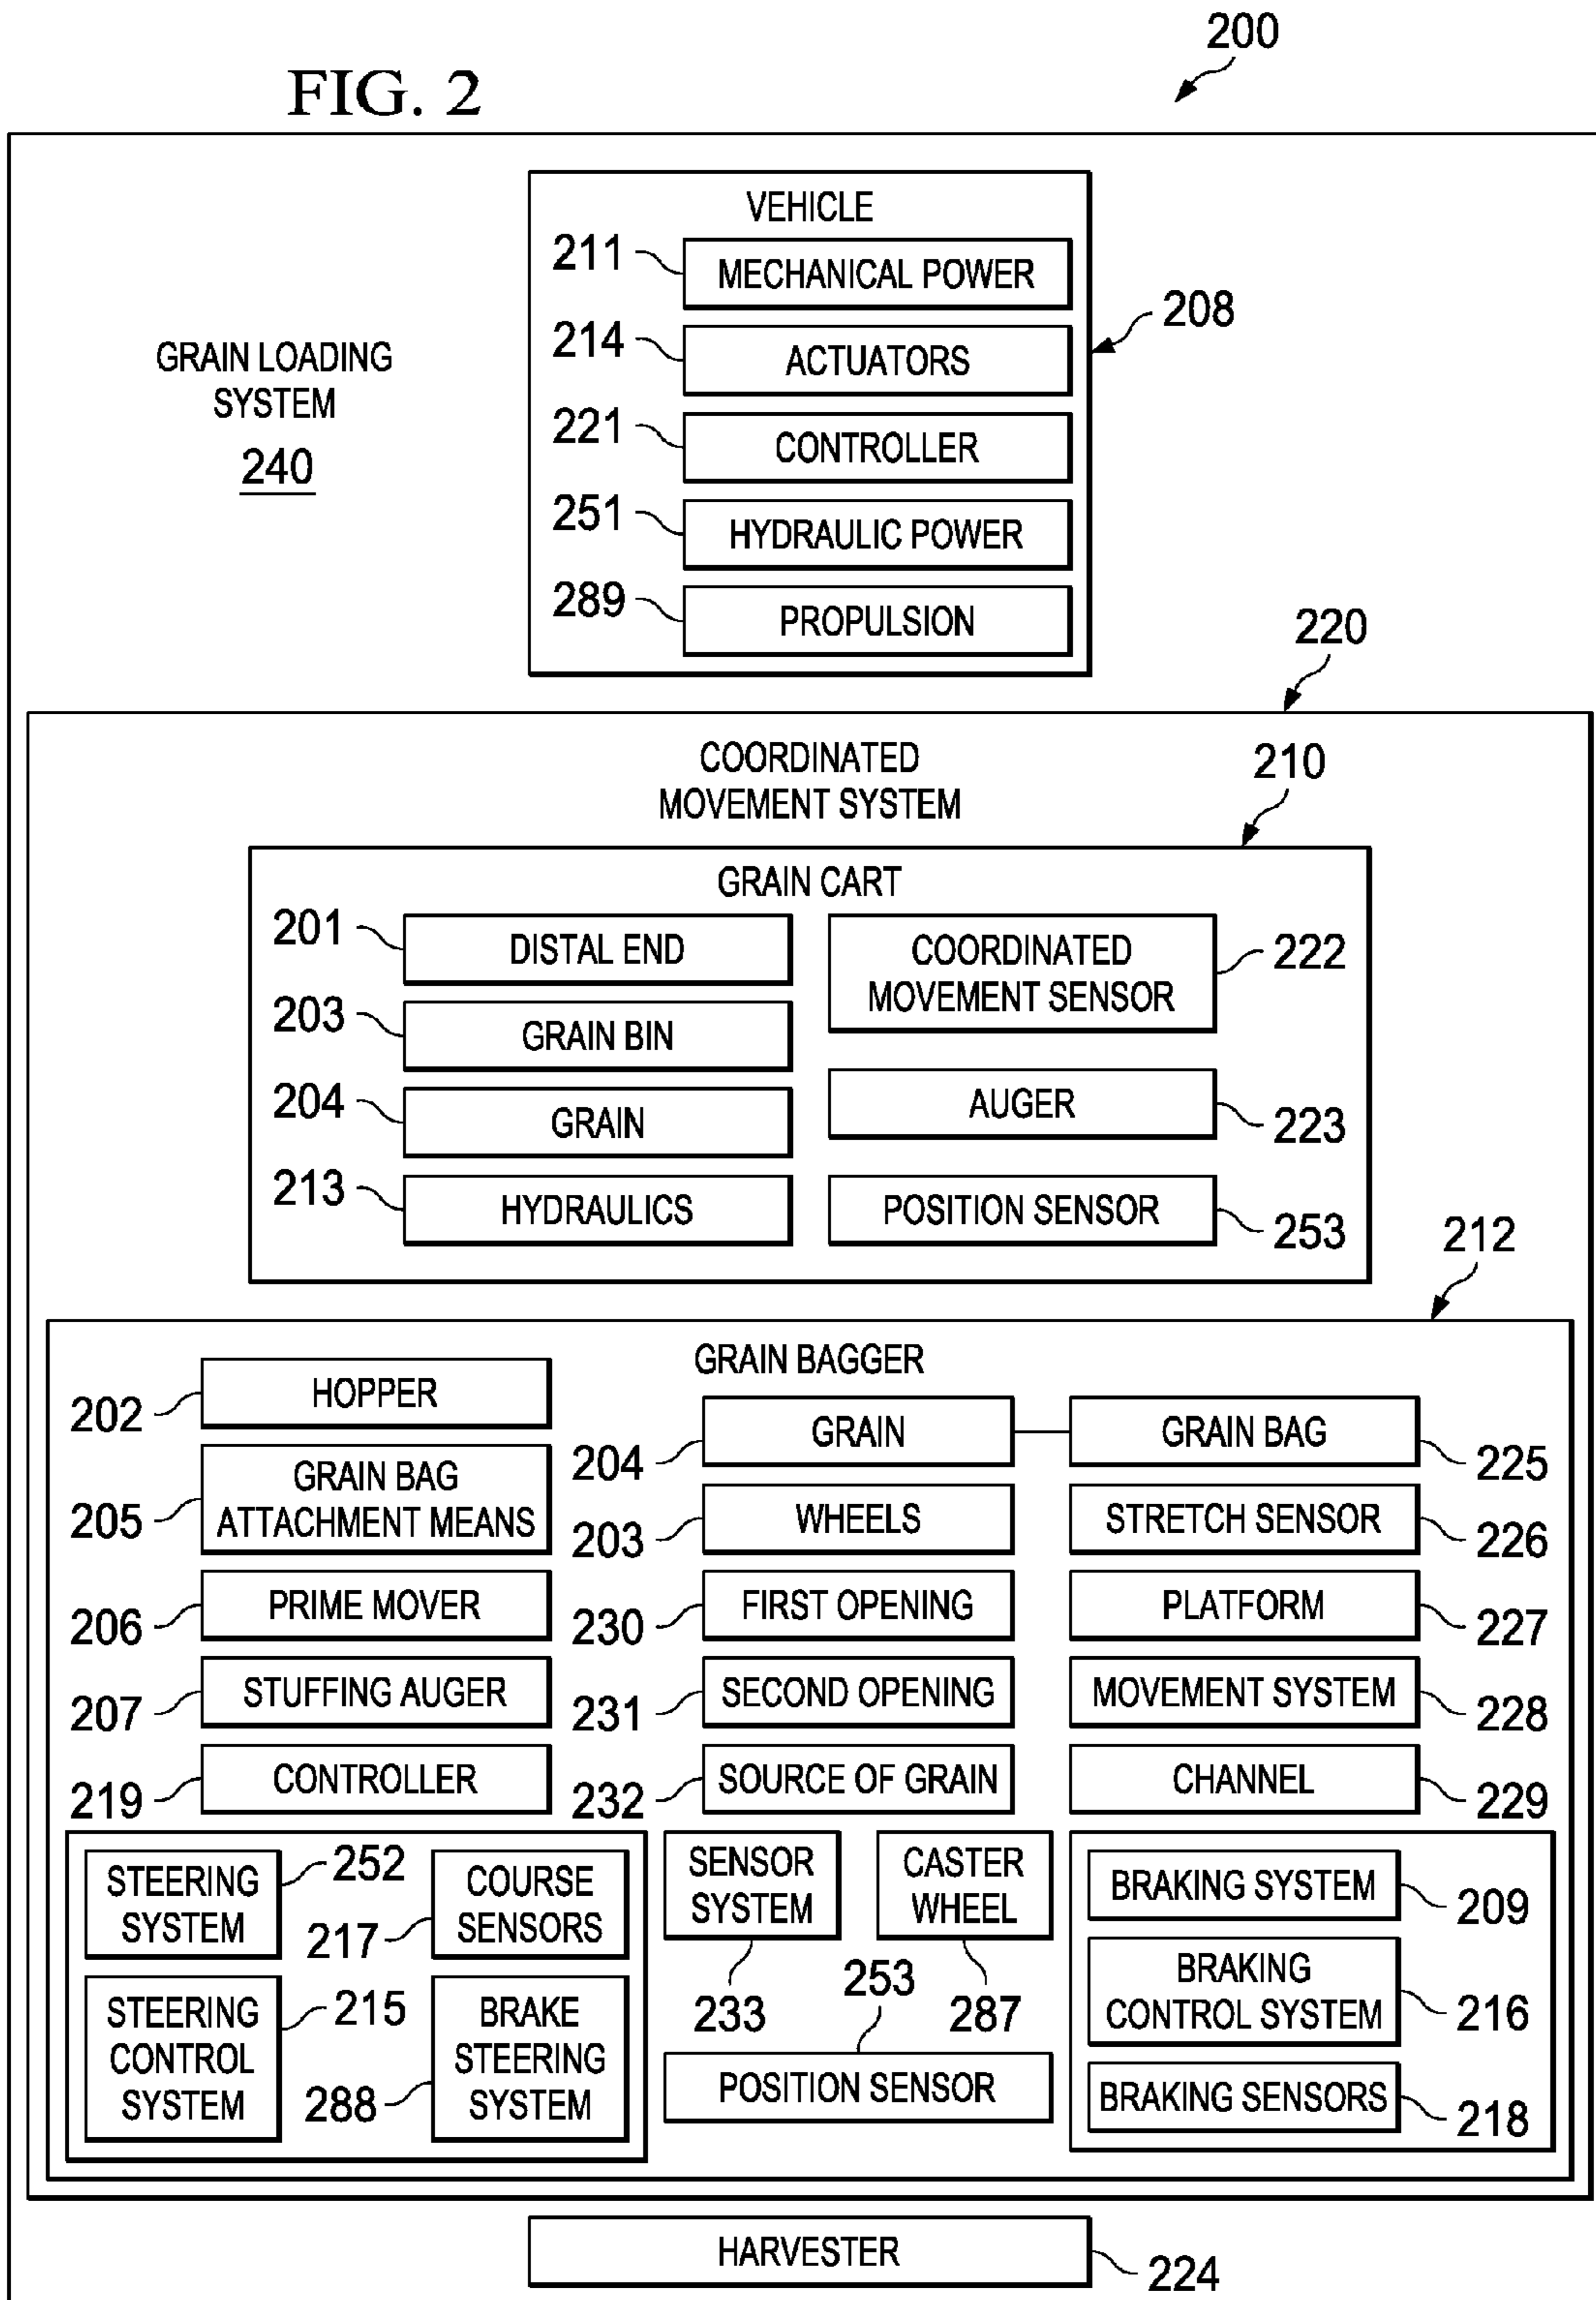 FIG. 2
200
VEHICLE
211
MECHANICAL POWER
214
ACTUATORS
208
221
CONTROLLER
251
HYDRAULIC POWER
289
PROPULSION
GRAIN LOADING
SYSTEM
240
220
COORDINATED
MOVEMENT SYSTEM
210
GRAIN CART
201
DISTAL END
203
GRAIN BIN
204
GRAIN
213
HYDRAULICS
COORDINATED
MOVEMENT SENSOR
222
AUGER
223
POSITION SENSOR
253
212
GRAIN BAGGER
202
HOPPER
205
GRAIN BAG
ATTACHMENT MEANS
206
PRIME MOVER
207
STUFFING AUGER
219
CONTROLLER
204
GRAIN
203
WHEELS
230
FIRST OPENING
231
SECOND OPENING
232
SOURCE OF GRAIN
GRAIN BAG
225
STRETCH SENSOR
226
PLATFORM
227
MOVEMENT SYSTEM
228
CHANNEL
229
STEERING
SYSTEM
252
217
COURSE
SENSORS
STEERING
CONTROL
SYSTEM
215
288
BRAKE
STEERING
SYSTEM
SENSOR
SYSTEM
233
CASTER
WHEEL
287
253
POSITION SENSOR
BRAKING SYSTEM
209
BRAKING
CONTROL SYSTEM
216
BRAKING SENSORS
218
HARVESTER
224